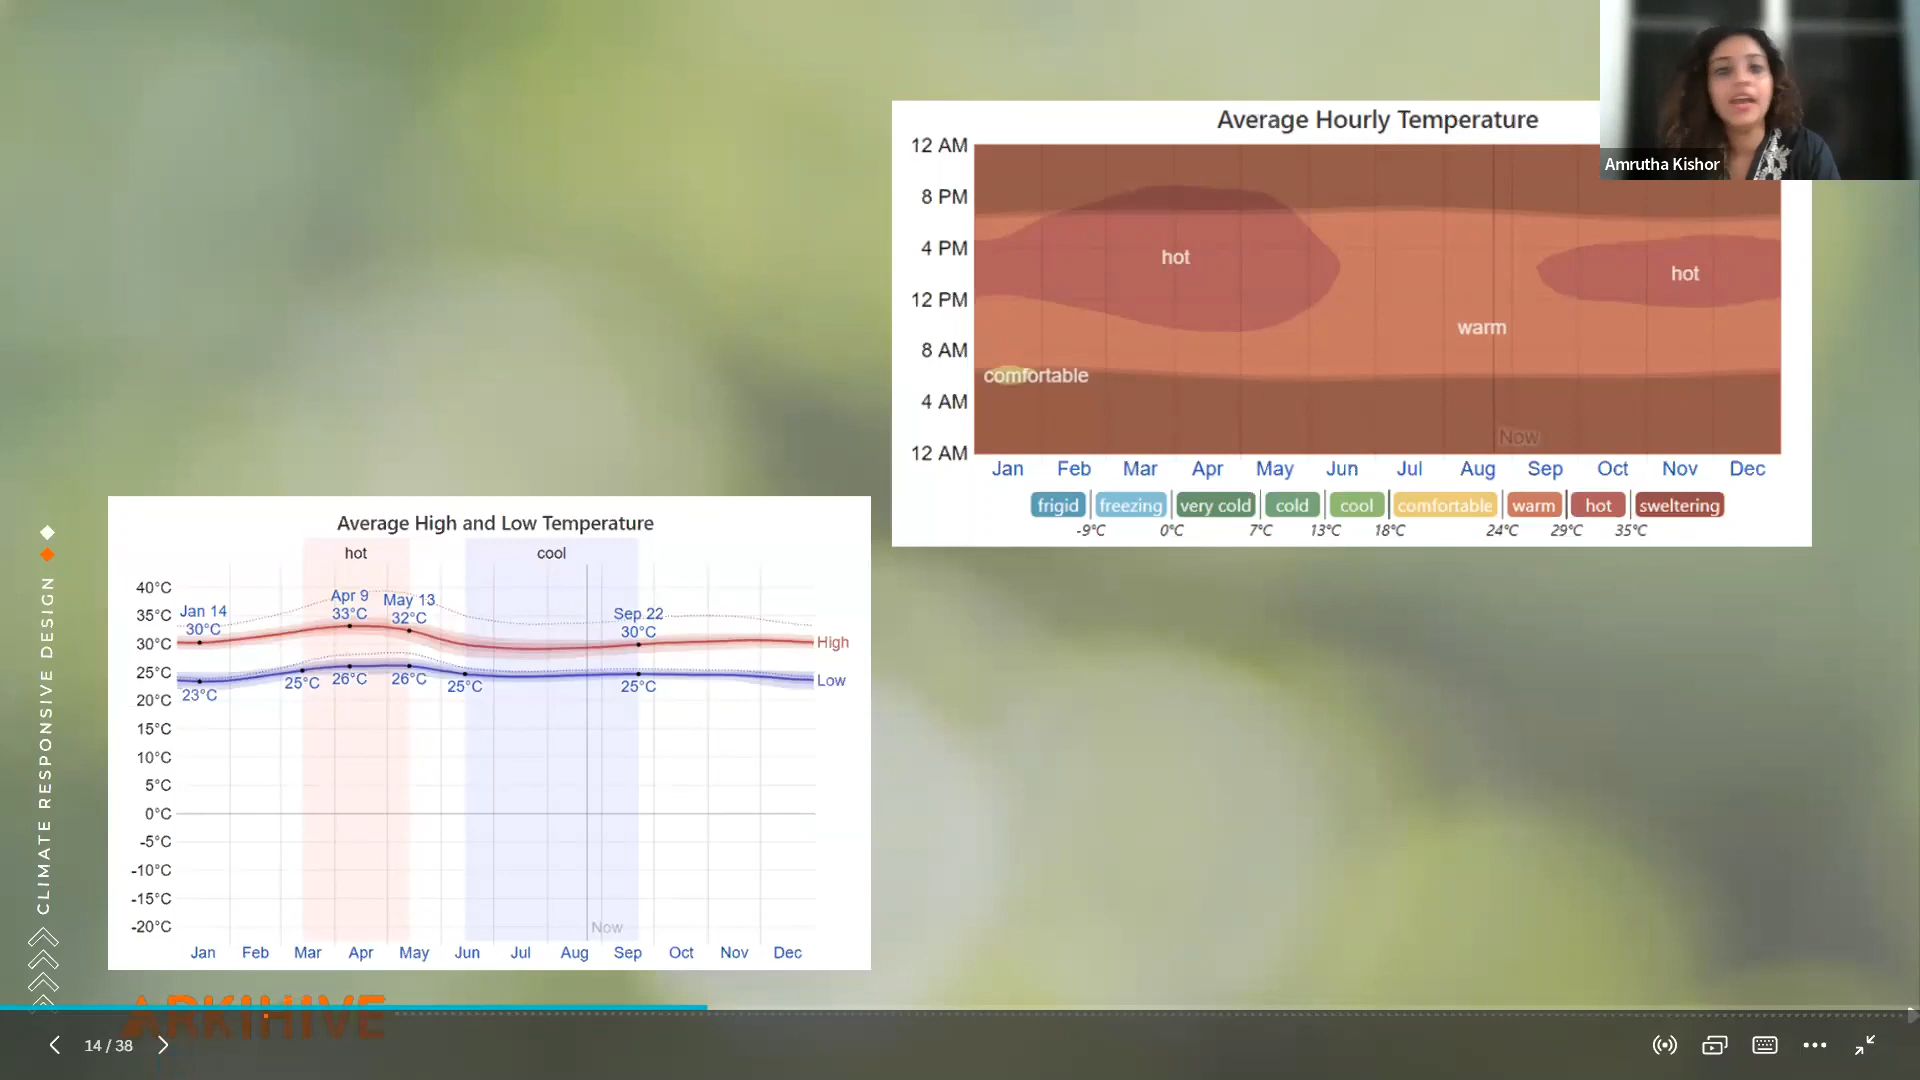 Average Hourly Temperature
Amrutha Kishor
12 AM
8 PM
4 PM
12 PM
8 AM
4 AM
12 AM
hot
hot
warm
comfortable
Now
Jan Feb Mar Apr May Jun Jul Aug Sep Oct Nov Dec
frigid freezing very cold cold cool comfortable warm hot sweltering
-9°C 0°C 7°C 13°C 18°C 24°C 29°C 35°C
Average High and Low Temperature
hot cool
40°C
35°C
30°C
25°C
20°C
15°C
10°C
5°C
0°C
-5°C
-10°C
-15°C
-20°C
Jan 14
30°C
Apr 9
33°C
May 13
32°C
Sep 22
30°C
High
23°C
25°C
26°C
26°C
25°C
25°C
Low
Now
Jan Feb Mar Apr May Jun Jul Aug Sep Oct Nov Dec
CLIMATE RESPONSIVE DESIGN
ARKIHIVE
14 / 38